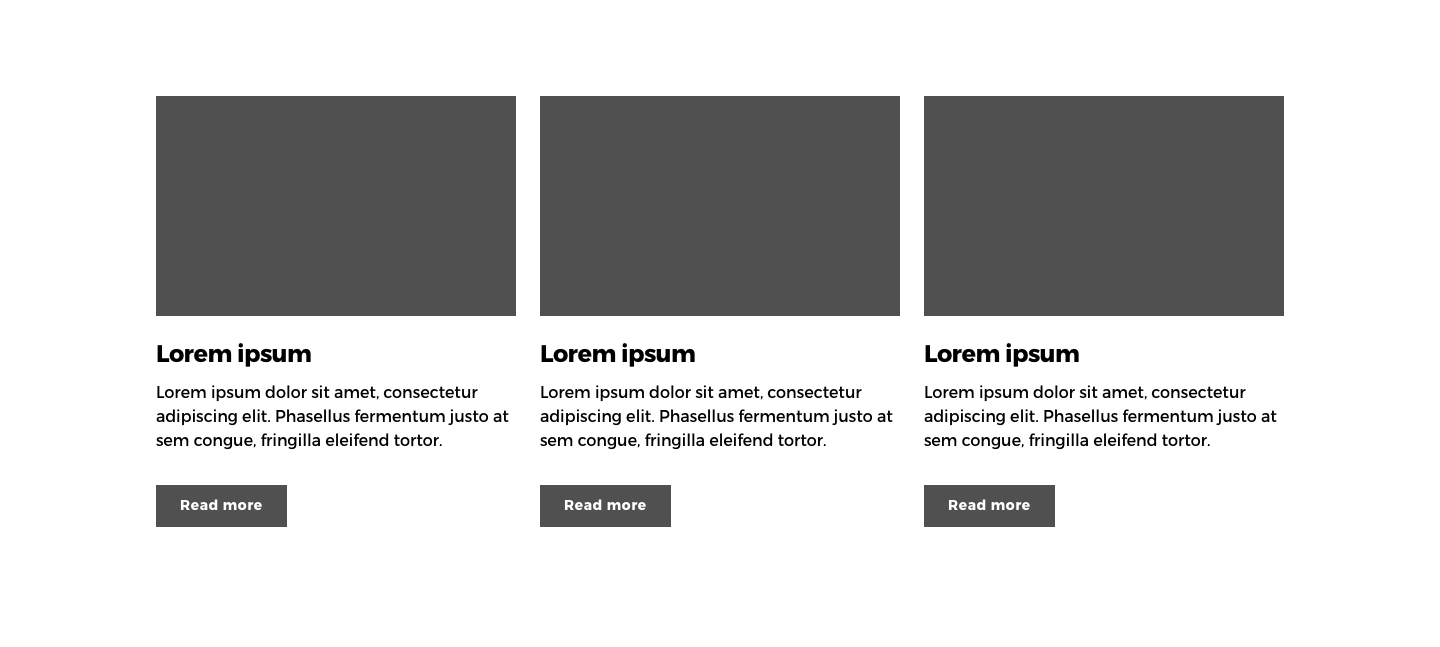 Lorem ipsum
Lorem ipsum dolor sit amet, consectetur
adipiscing elit. Phasellus fermentum justo at
sem congue, fringilla eleifend tortor.
Read more
Lorem ipsum
Lorem ipsum dolor sit amet, consectetur
adipiscing elit. Phasellus fermentum justo at
sem congue, fringilla eleifend tortor.
Read more
Lorem ipsum
Lorem ipsum dolor sit amet, consectetur
adipiscing elit. Phasellus fermentum justo at
sem congue, fringilla eleifend tortor.
Read more